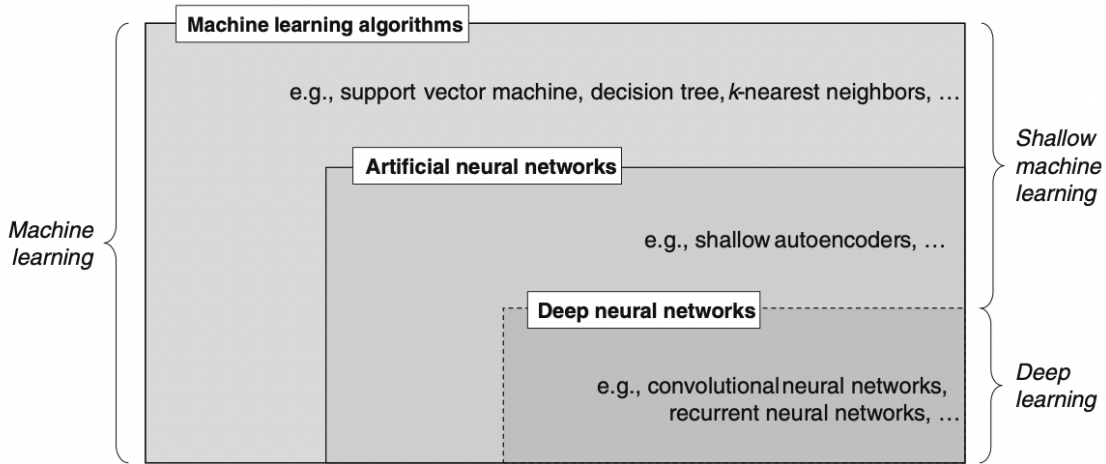 Machine learning algorithms
e.g., support vector machine, decision tree, k-nearest neighbors, …
Shallow
machine
learning
Artificial neural networks
Machine
learning
e.g., shallow autoencoders, …
Deep neural networks
e.g., convolutional neural networks,
recurrent neural networks, …
Deep
learning